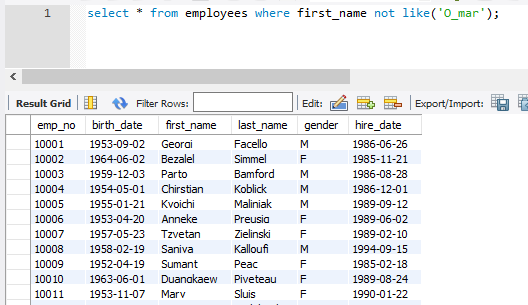 1 select * from employees where first_name not like('O_mar');
Result Grid Filter Rows: Edit: Export/Import:
emp_no birth_date first_name last_name gender hire_date
10001 1953-09-02 Georgi Facello M 1986-06-26
10002 1964-06-02 Bezalel Simmel F 1985-11-21
10003 1959-12-03 Parto Bamford M 1986-08-28
10004 1954-05-01 Chirstian Koblick M 1986-12-01
10005 1955-01-21 Kyoichi Maliniak M 1989-09-12
10006 1953-04-20 Anneke Preusig F 1989-06-02
10007 1957-05-23 Tzvetan Zielinski F 1989-02-10
10008 1958-02-19 Saniya Kalloufi M 1994-09-15
10009 1952-04-19 Sumant Peac F 1985-02-18
10010 1963-06-01 Duangkaew Piveteau F 1989-08-24
10011 1953-11-07 Mary Sluis F 1990-01-22